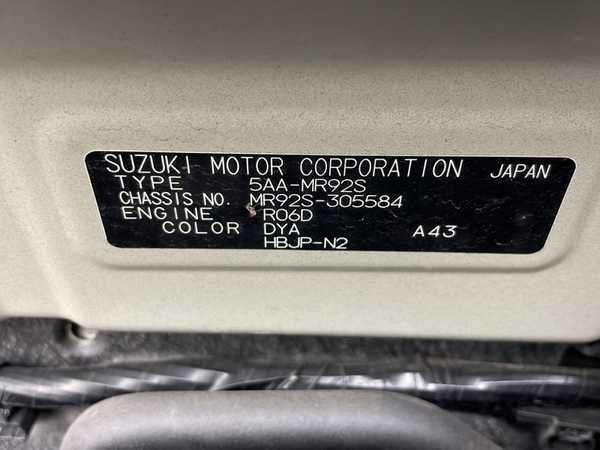 SUZUKI MOTOR CORPORATION JAPAN
TYPE 5AA-MR92S
CHASSIS NO. MR92S-305584
ENGINE R06D
COLOR DYA A43
HBJP-N2